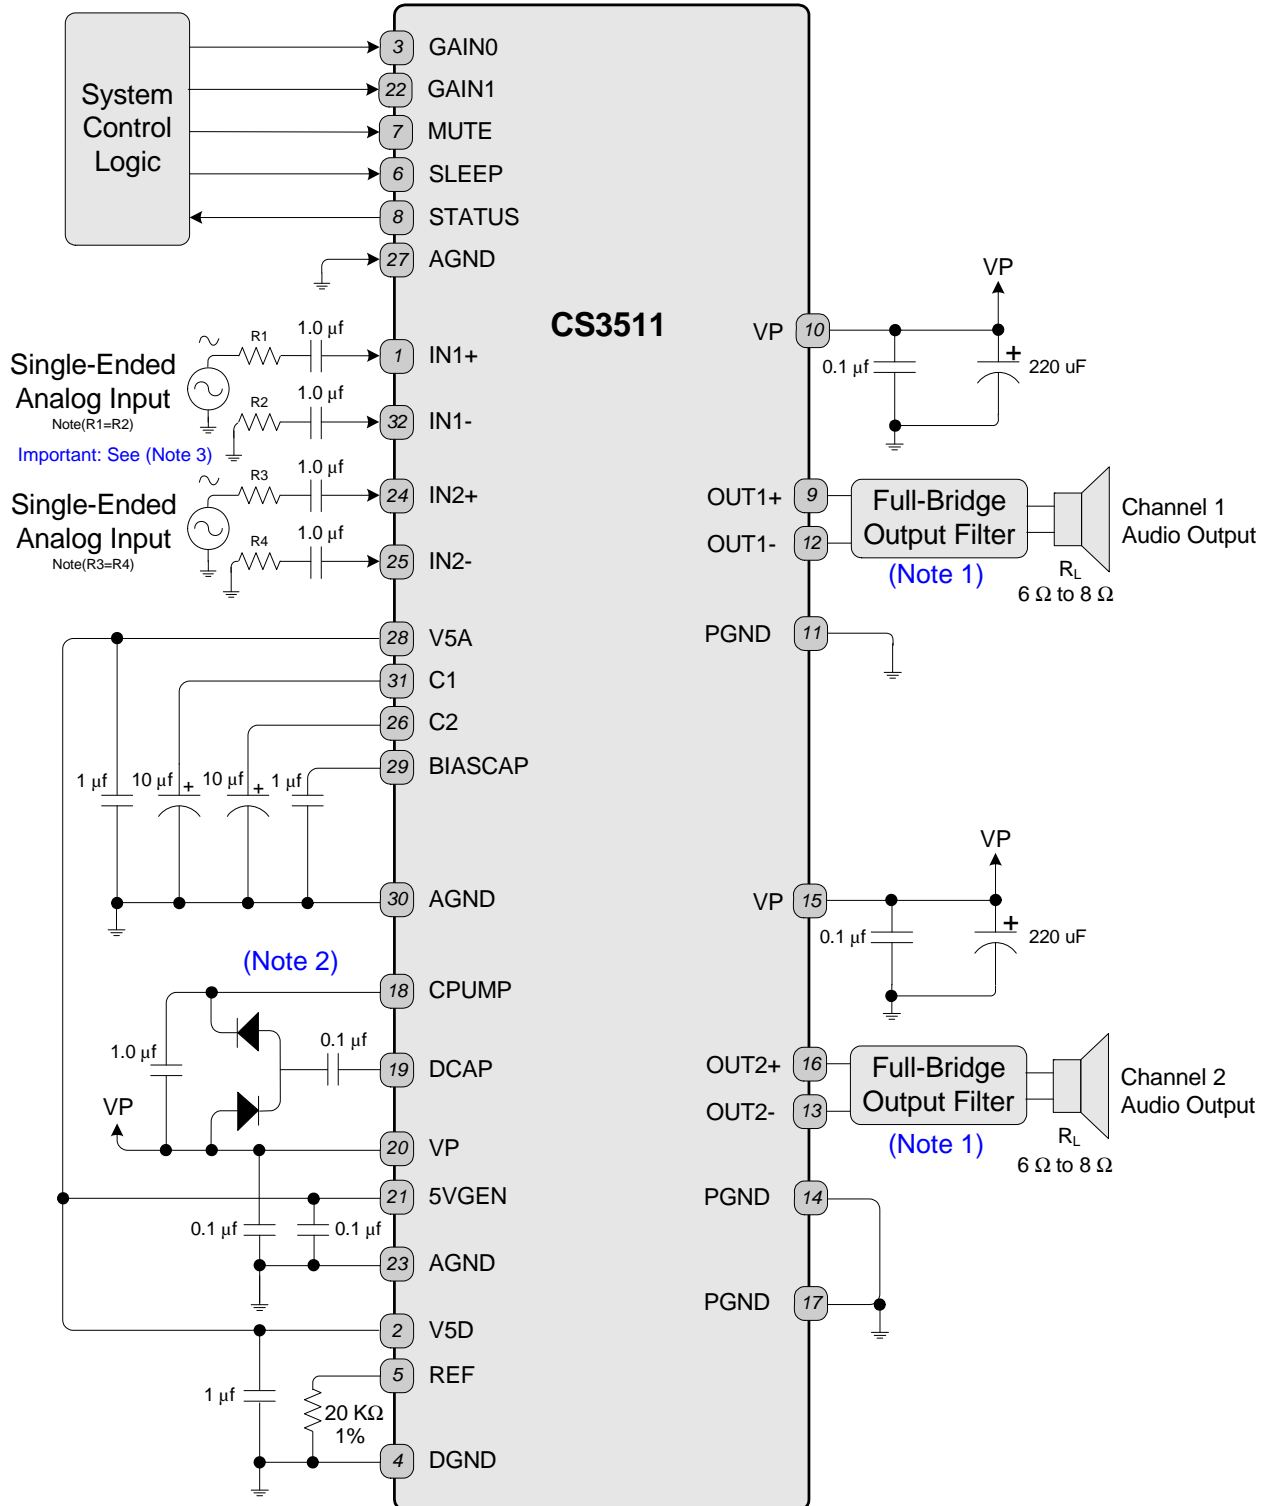 System
Control
Logic
3 GAIN0
22 GAIN1
7 MUTE
6 SLEEP
8 STATUS
27 AGND
CS3511
Single-Ended
Analog Input
Note(R1=R2)
Important: See (Note 3)
R1
1.0 µf
1 IN1+
R2
1.0 µf
32 IN1-
Single-Ended
Analog Input
Note(R3=R4)
R3
1.0 µf
24 IN2+
R4
1.0 µf
25 IN2-
28 V5A
31 C1
26 C2
29 BIASCAP
1 µf
10 µf
+
10 µf
+
1 µf
30 AGND
(Note 2)
18 CPUMP
1.0 µf
0.1 µf
19 DCAP
VP
20 VP
21 5VGEN
0.1 µf
0.1 µf
23 AGND
2 V5D
5 REF
1 µf
20 KΩ
1%
4 DGND
VP
VP 10
0.1 µf
+
220 uF
OUT1+ 9
OUT1- 12
Full-Bridge
Output Filter
(Note 1)
Channel 1
Audio Output
RL
6 Ω to 8 Ω
PGND 11
VP
VP 15
0.1 µf
+
220 uF
OUT2+ 16
OUT2- 13
Full-Bridge
Output Filter
(Note 1)
Channel 2
Audio Output
RL
6 Ω to 8 Ω
PGND 14
PGND 17